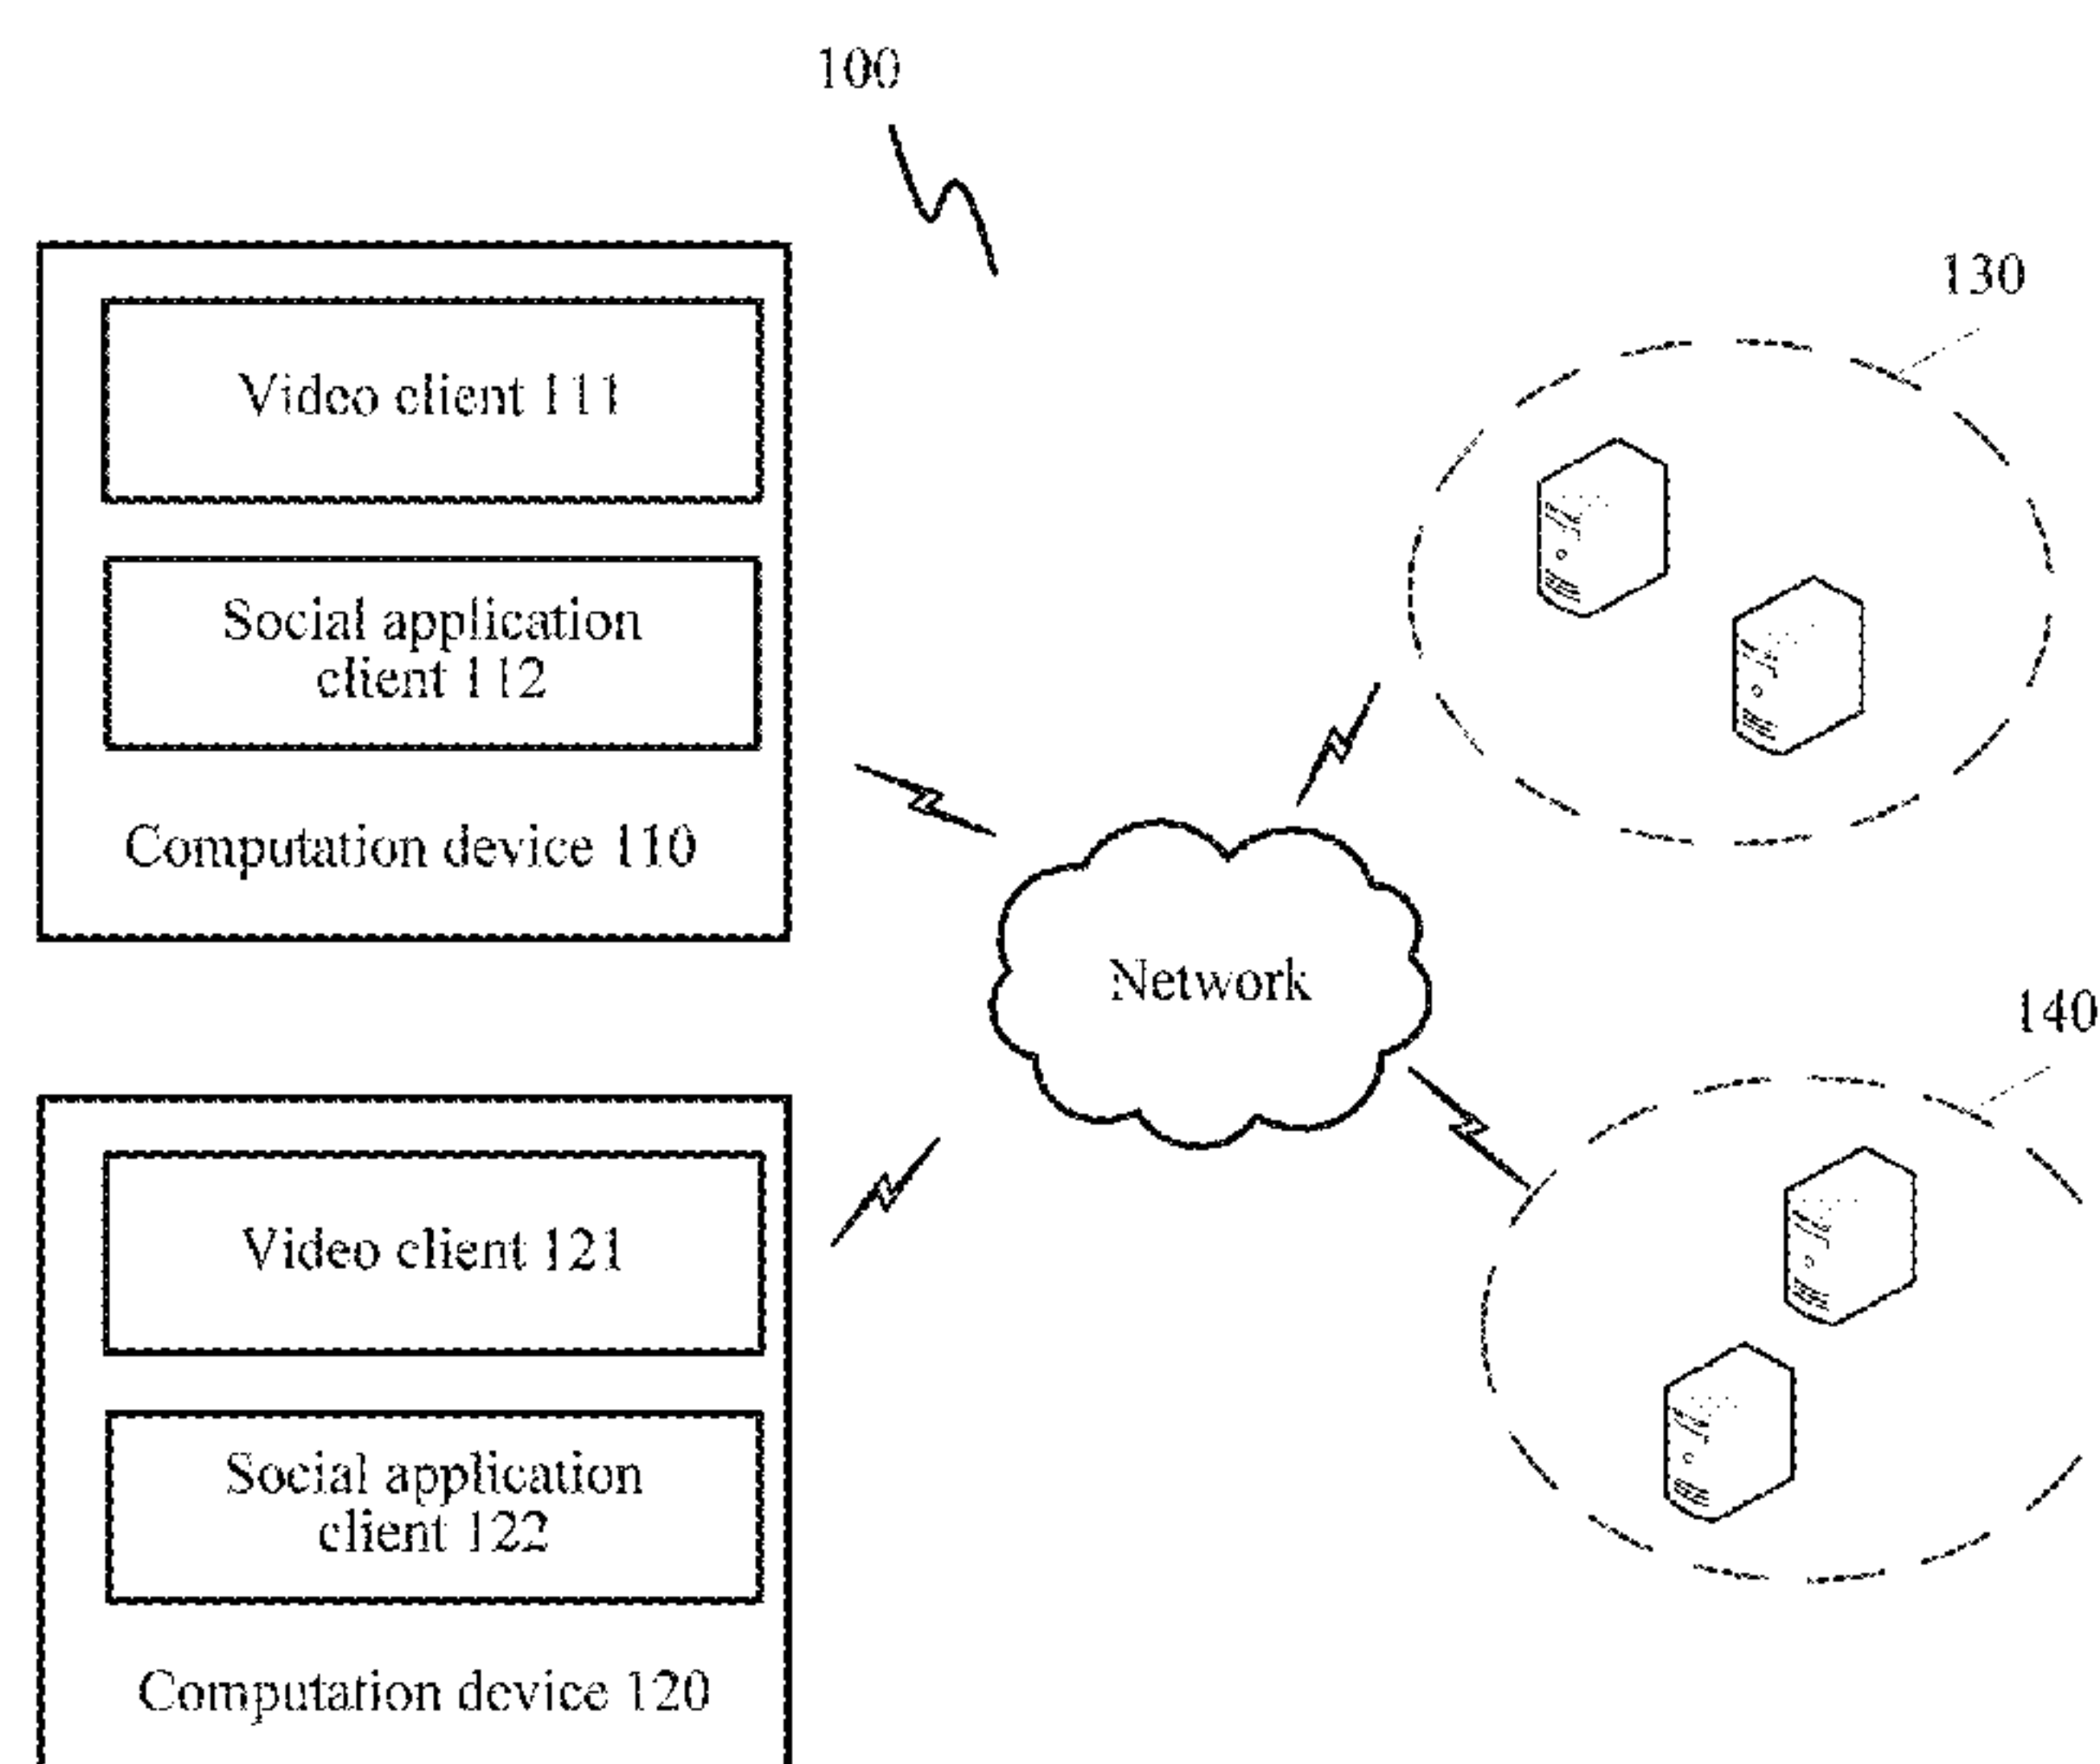 100
130
Video client 111
Social application
client 112
Computation device 110
Network
140
Video client 121
Social application
client 122
Computation device 120